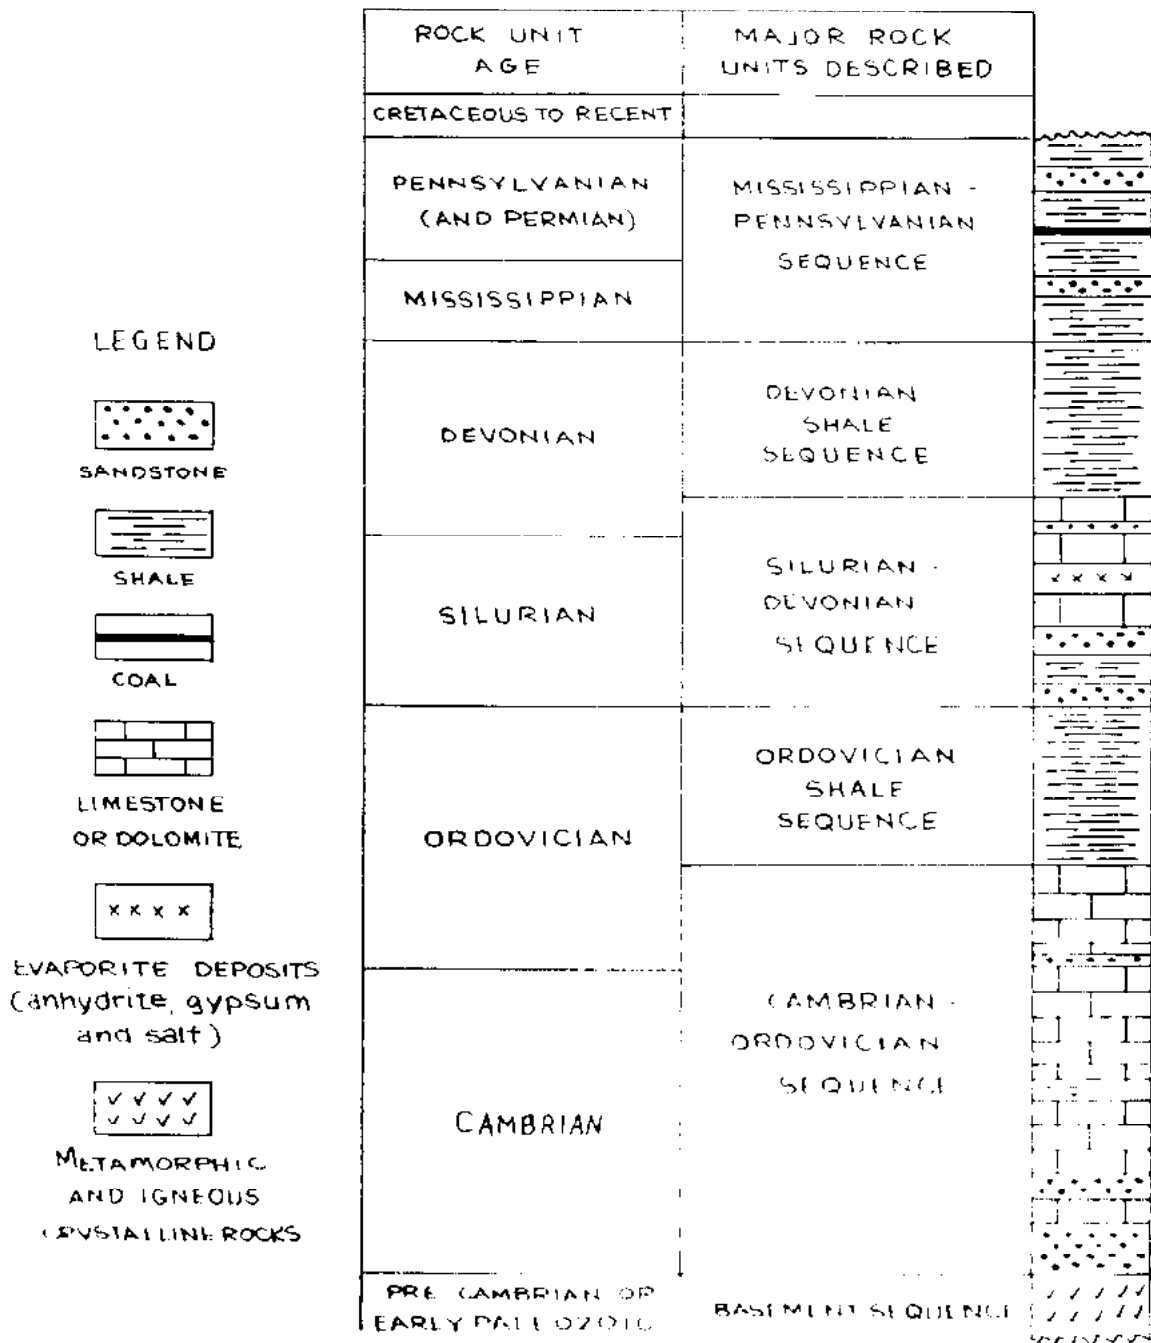 ROCK UNIT
AGE
MAJOR ROCK
UNITS DESCRIBED
CRETACEOUS TO RECENT
PENNSYLVANIAN
(AND PERMIAN)
MISSISSIPPIAN -
PENNSYLVANIAN
SEQUENCE
MISSISSIPPIAN
DEVONIAN
DEVONIAN
SHALE
SEQUENCE
SILURIAN
SILURIAN -
DEVONIAN
SEQUENCE
ORDOVICIAN
ORDOVICIAN
SHALE
SEQUENCE
CAMBRIAN
CAMBRIAN -
ORDOVICIAN
SEQUENCE
PRE CAMBRIAN OR
EARLY PALEOZOIC
BASEMENT SEQUENCE
LEGEND
SANDSTONE
SHALE
COAL
LIMESTONE
OR DOLOMITE
EVAPORITE DEPOSITS
(anhydrite, gypsum
and salt)
METAMORPHIC
AND IGNEOUS
CRYSTALLINE ROCKS